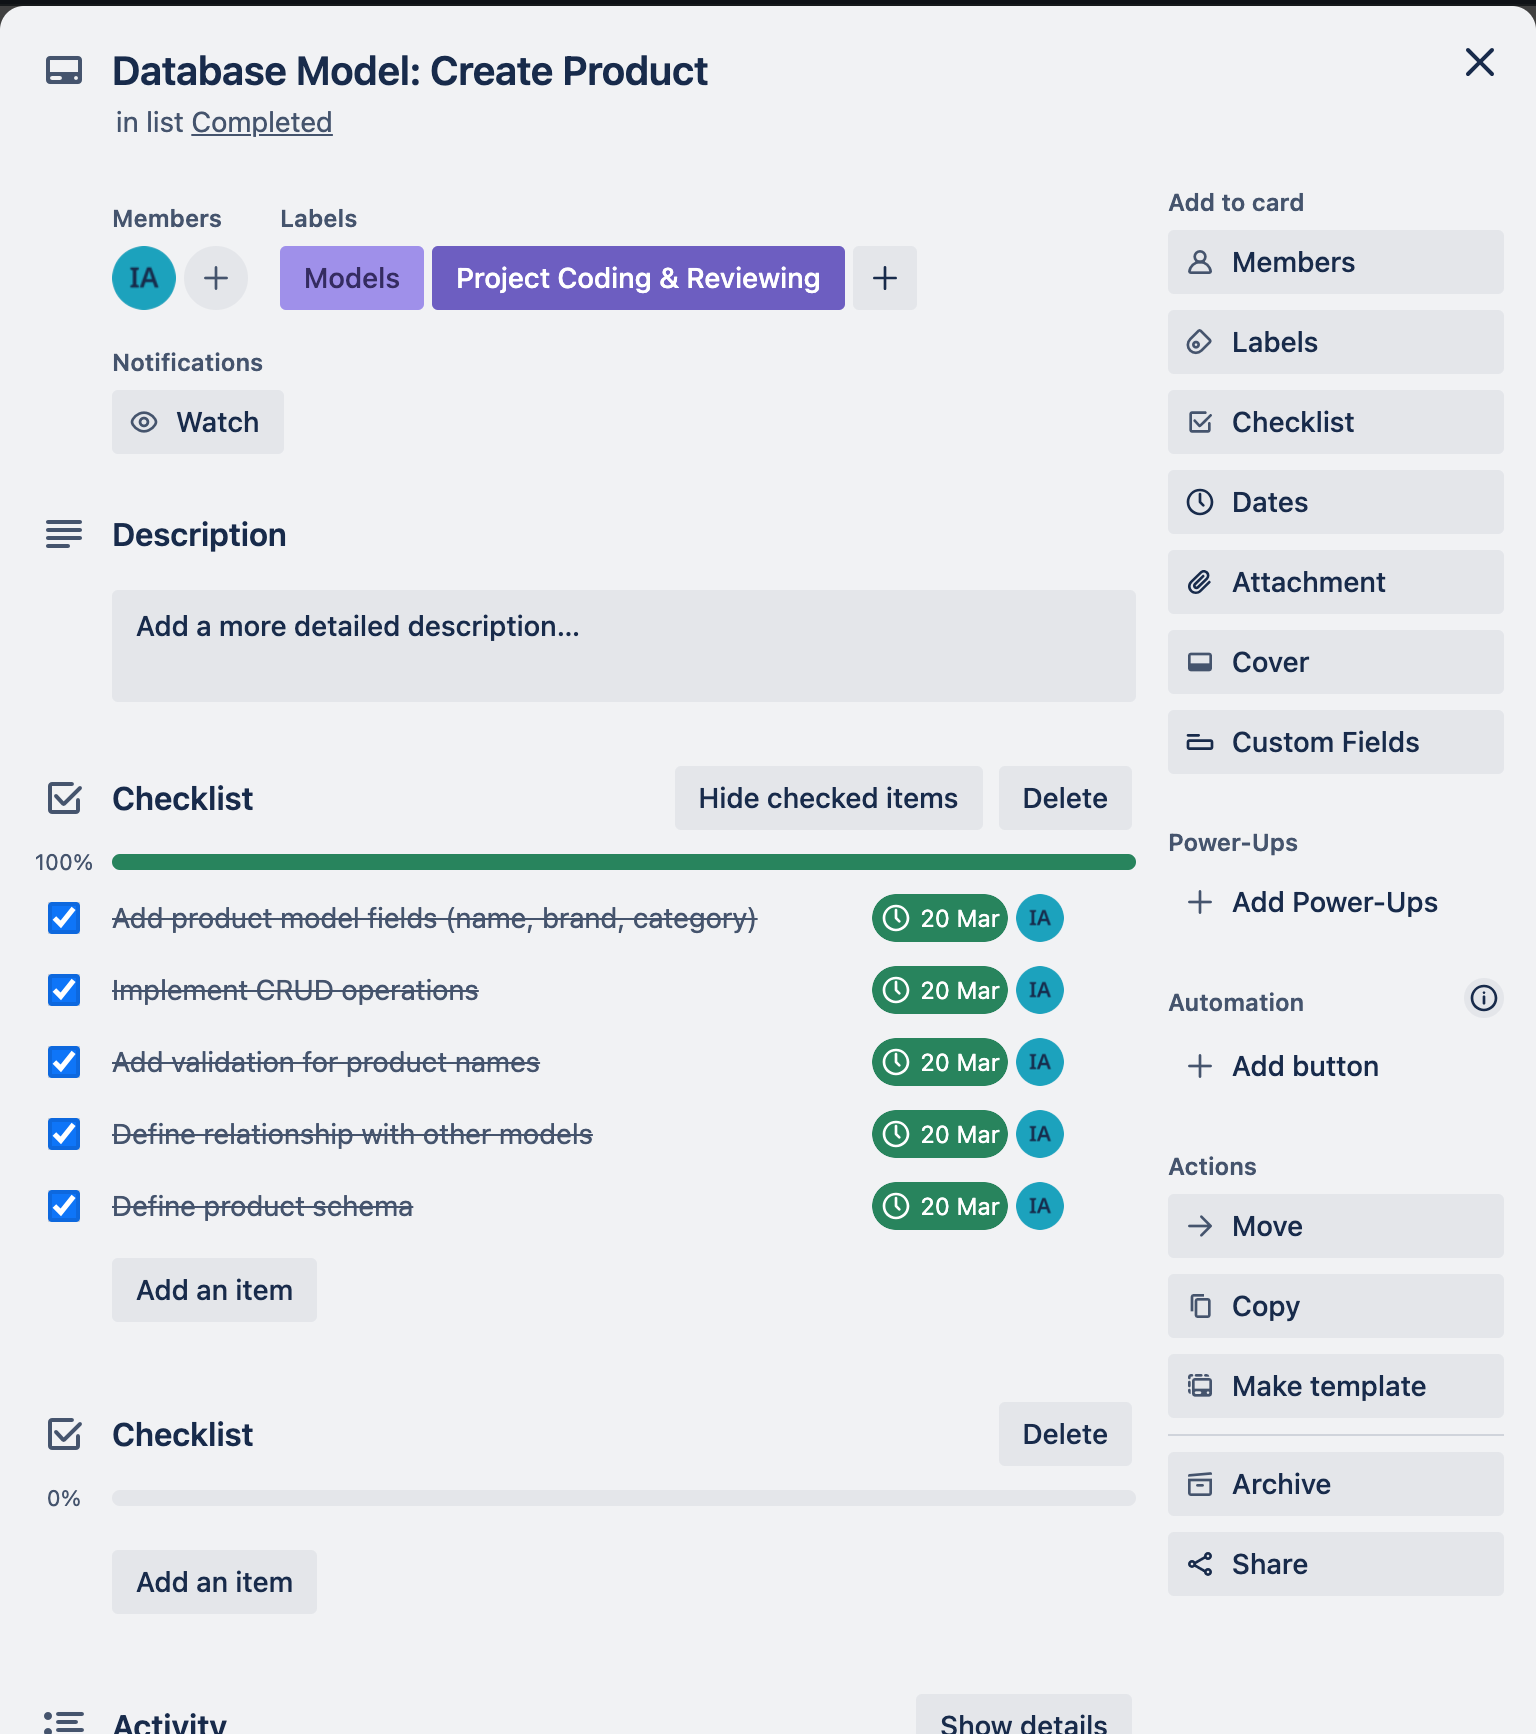 Database Model: Create Product
in list Completed
Members
Labels
IA
Models
Project Coding & Reviewing
Notifications
Watch
Description
Add a more detailed description...
Checklist
Hide checked items
Delete
100%
Add product model fields (name, brand, category)
20 Mar
IA
Implement CRUD operations
20 Mar
IA
Add validation for product names
20 Mar
IA
Define relationship with other models
20 Mar
IA
Define product schema
20 Mar
IA
Add an item
Checklist
Delete
0%
Add an item
Activity
Show details
Add to card
Members
Labels
Checklist
Dates
Attachment
Cover
Custom Fields
Power-Ups
Add Power-Ups
Automation
Add button
Actions
Move
Copy
Make template
Archive
Share